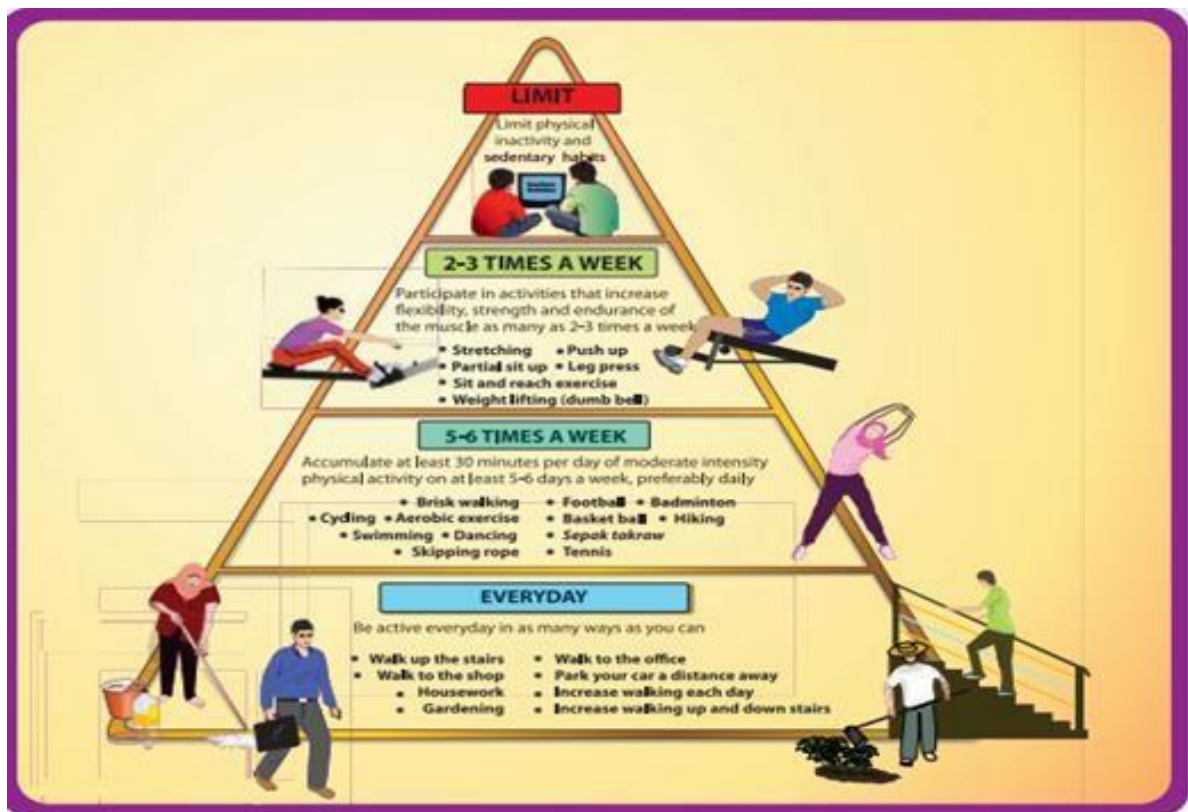 LIMIT
Limit physical
inactivity and
sedentary habits
2-3 TIMES A WEEK
Participate in activities that increase
flexibility, strength and endurance of
the muscle as many as 2-3 times a week
• Stretching • Push up
• Partial sit up • Leg press
• Sit and reach exercise
• Weight lifting (dumb bell)
5-6 TIMES A WEEK
Accumulate at least 30 minutes per day of moderate intensity
physical activity on at least 5-6 days a week, preferably daily
• Brisk walking • Football • Badminton
• Cycling • Aerobic exercise • Basket ball • Hiking
• Swimming • Dancing • Sepak takraw
• Skipping rope • Tennis
EVERYDAY
Be active everyday in as many ways as you can
• Walk up the stairs • Walk to the office
• Walk to the shop • Park your car a distance away
• Housework • Increase walking each day
• Gardening • Increase walking up and down stairs